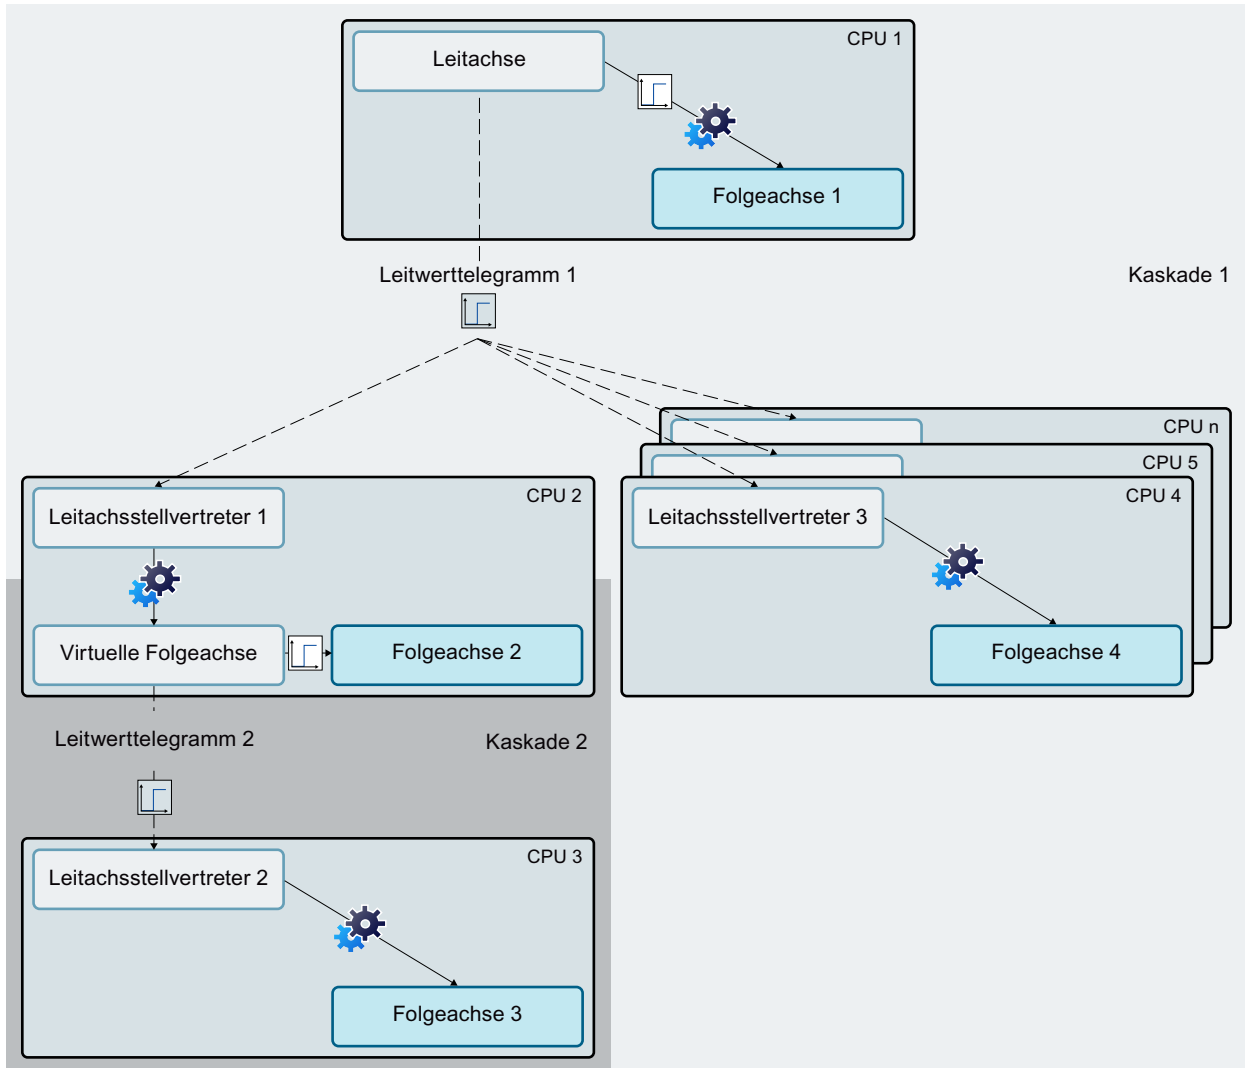 CPU 1
Leitachse
Folgeachse 1
Leitwerttelegramm 1
Kaskade 1
CPU n
CPU 5
CPU 2
CPU 4
Leitachsstellvertreter 1
Leitachsstellvertreter 3
Virtuelle Folgeachse
Folgeachse 2
Folgeachse 4
Leitwerttelegramm 2
Kaskade 2
CPU 3
Leitachsstellvertreter 2
Folgeachse 3